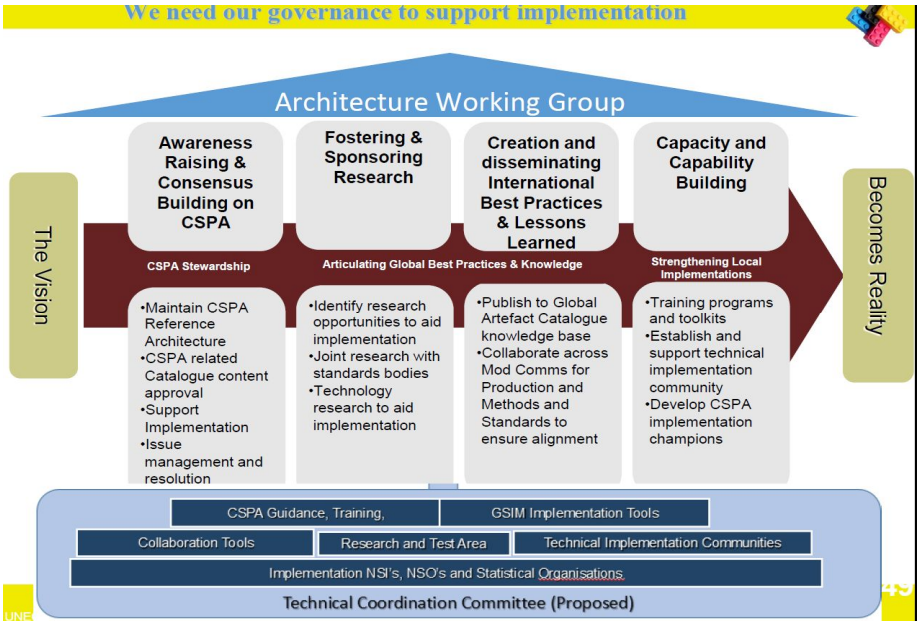 We need our governance to support implementation
Architecture Working Group
Awareness
Raising &
Consensus
Building on
CSPA
Fostering &
Sponsoring
Research
Creation and
disseminating
International
Best Practices
& Lessons
Learned
Capacity and
Capability
Building
The Vision
Becomes Reality
CSPA Stewardship
Articulating Global Best Practices & Knowledge
Strengthening Local
Implementations
•Maintain CSPA
Reference
Architecture
•CSPA related
Catalogue content
approval
•Support
Implementation
•Issue
management and
resolution
•Identify research
opportunities to aid
implementation
•Joint research with
standards bodies
•Technology
research to aid
implementation
•Publish to Global
Artefact Catalogue
knowledge base
•Collaborate across
Mod Comms for
Production and
Methods and
Standards to
ensure alignment
•Training programs
and toolkits
•Establish and
support technical
implementation
community
•Develop CSPA
implementation
champions
CSPA Guidance, Training,
GSIM Implementation Tools
Collaboration Tools
Research and Test Area
Technical Implementation Communities
Implementation NSI's, NSO's and Statistical Organisations
Technical Coordination Committee (Proposed)
49